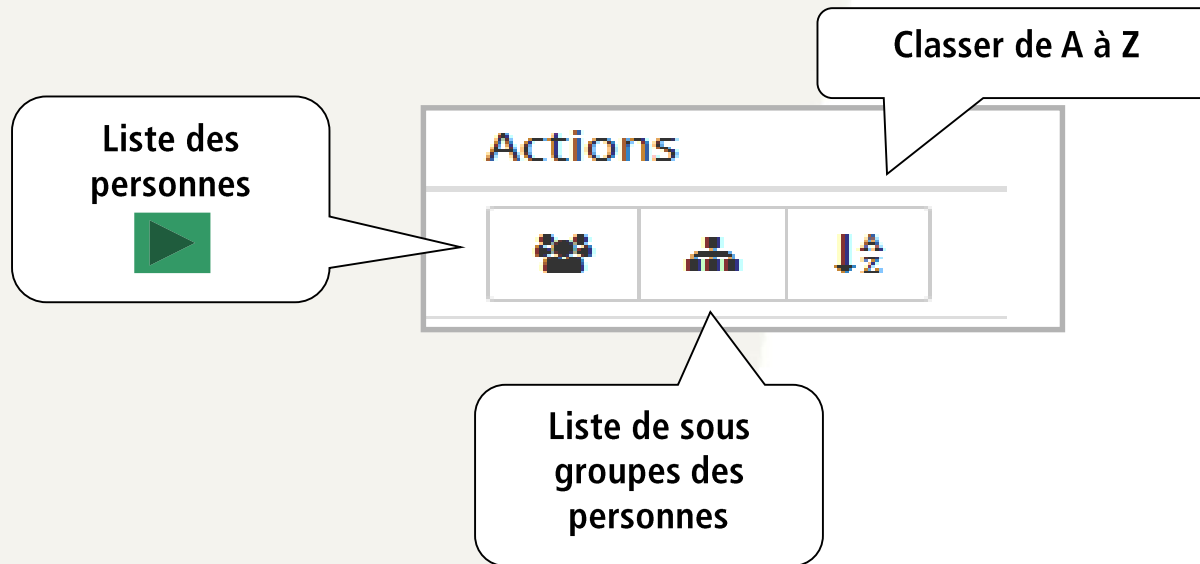 Classer de A à Z
Liste des
personnes
Actions
A
Z
Liste de sous
groupes des
personnes